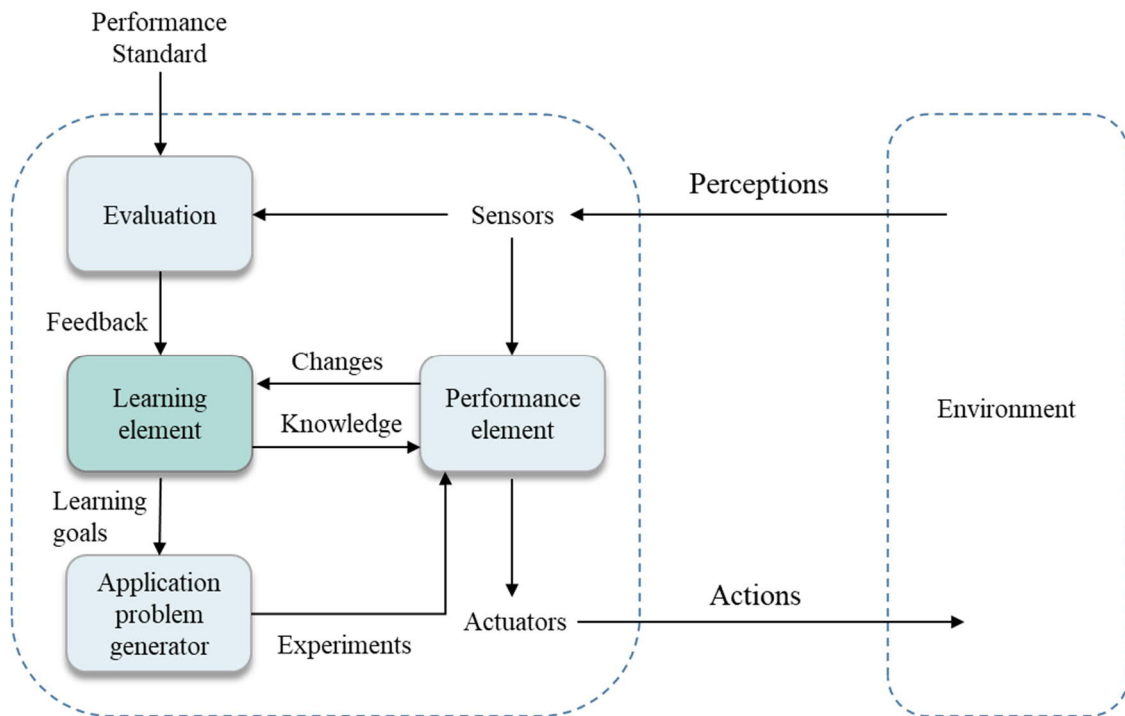 Performance
Standard
Perceptions
Evaluation
Sensors
Feedback
Changes
Learning
element
Performance
element
Environment
Knowledge
Learning
goals
Application
problem
generator
Experiments
Actuators
Actions